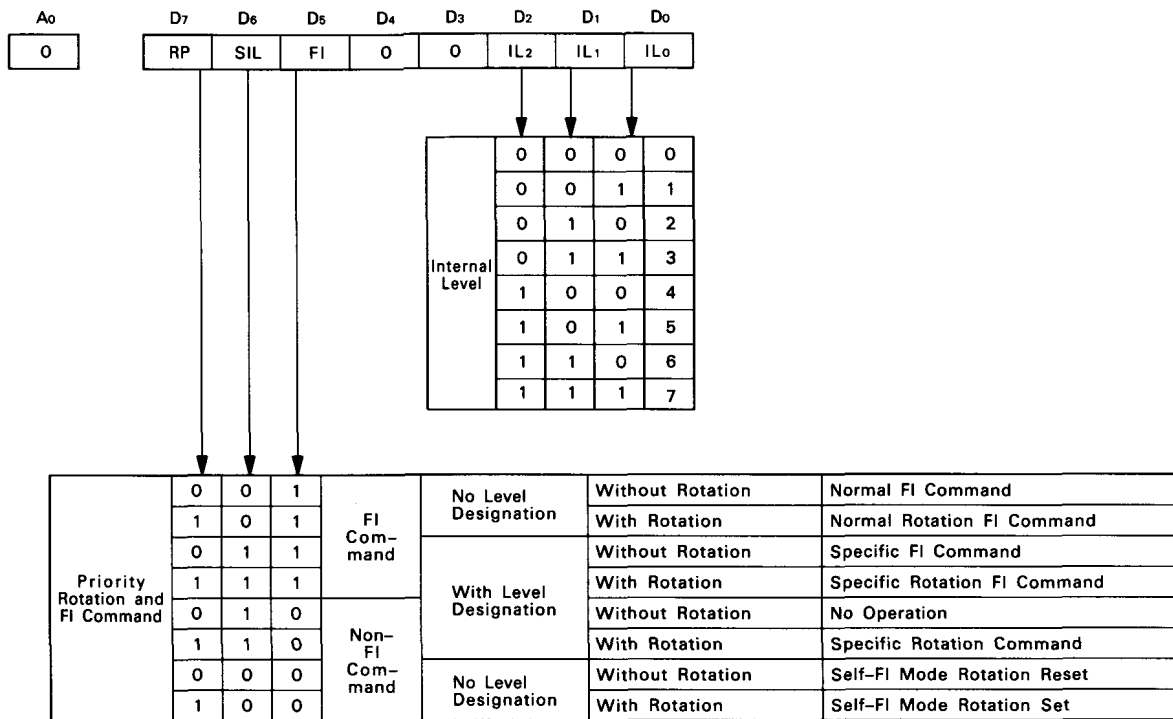 A0 D7 D6 D5 D4 D3 D2 D1 D0
0 RP SIL FI 0 0 IL2 IL1 IL0
Internal
Level
0 0 0 0
0 0 1 1
0 1 0 2
0 1 1 3
1 0 0 4
1 0 1 5
1 1 0 6
1 1 1 7
Priority
Rotation and
FI Command
0 0 1 FI Com–mand No Level Designation Without Rotation Normal FI Command
1 0 1 With Rotation Normal Rotation FI Command
0 1 1 With Level Designation Without Rotation Specific FI Command
1 1 1 With Rotation Specific Rotation FI Command
0 1 0 Non–FI Com–mand Without Rotation No Operation
1 1 0 With Rotation Specific Rotation Command
0 0 0 No Level Designation Without Rotation Self–FI Mode Rotation Reset
1 0 0 With Rotation Self–FI Mode Rotation Set